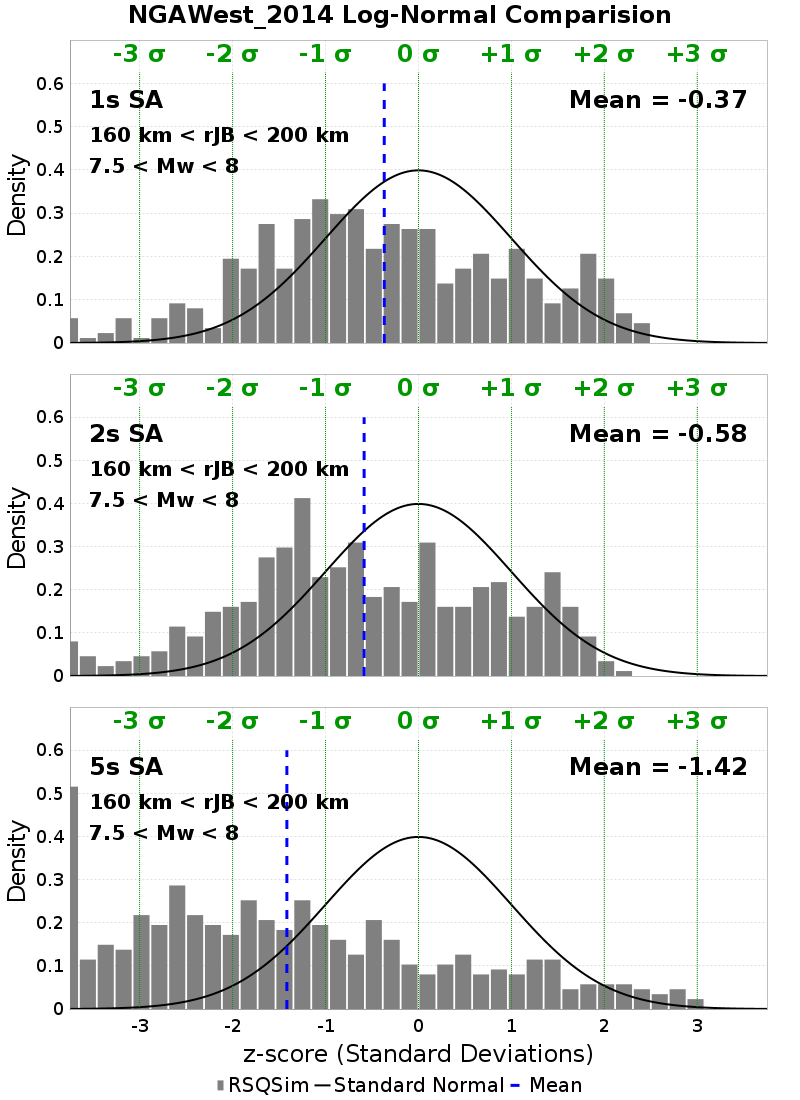 NGAWest_2014 Log-Normal Comparision
-3 σ -2 σ -1 σ 0 σ +1 σ +2 σ +3 σ
0.6
1s SA Mean = -0.37
0.5
160 km < rJB < 200 km
7.5 < Mw < 8
0.4
Density
0.3
0.2
0.1
0
-3 σ -2 σ -1 σ 0 σ +1 σ +2 σ +3 σ
0.6
2s SA Mean = -0.58
0.5
160 km < rJB < 200 km
7.5 < Mw < 8
0.4
Density
0.3
0.2
0.1
0
-3 σ -2 σ -1 σ 0 σ +1 σ +2 σ +3 σ
0.6
5s SA Mean = -1.42
0.5
160 km < rJB < 200 km
7.5 < Mw < 8
0.4
Density
0.3
0.2
0.1
0
-3 -2 -1 0 1 2 3
z-score (Standard Deviations)
RSQSim Standard Normal Mean